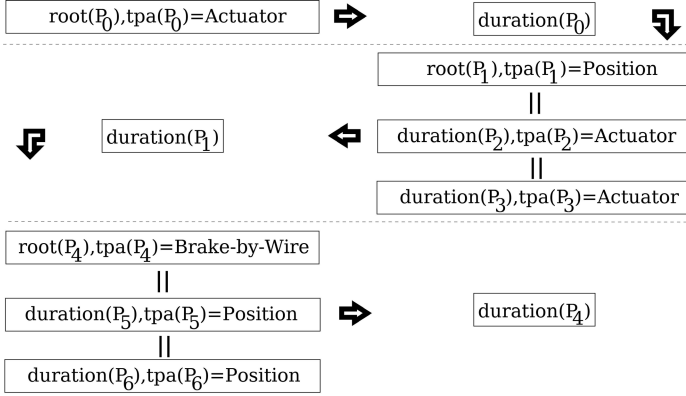 root(P₀),tpa(P₀)=Actuator
duration(P₀)
root(P₁),tpa(P₁)=Position
||
duration(P₁)
duration(P₂),tpa(P₂)=Actuator
||
duration(P₃),tpa(P₃)=Actuator
root(P₄),tpa(P₄)=Brake-by-Wire
||
duration(P₅),tpa(P₅)=Position
duration(P₄)
||
duration(P₆),tpa(P₆)=Position